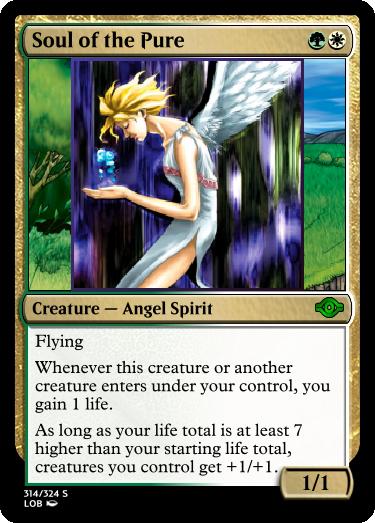 Soul of the Pure
Creature — Angel Spirit
Flying
Whenever this creature or another
creature enters under your control, you
gain 1 life.
As long as your life total is at least 7
higher than your starting life total,
creatures you control get +1/+1.
1/1
314/324 S
LOB